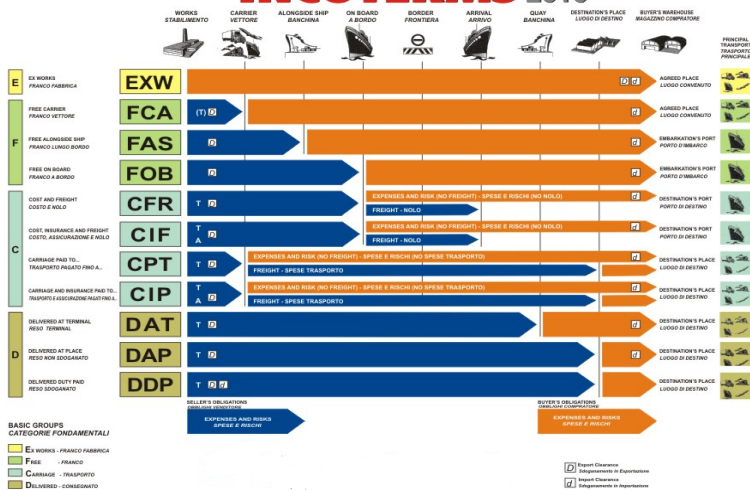 INCOTERMS 2010
WORKS
STABILIMENTO
CARRIER
VETTORE
ALONGSIDE SHIP
BANCHINA
ON BOARD
A BORDO
BORDER
FRONTIERA
ARRIVAL
ARRIVO
QUAY
BANCHINA
DESTINATION'S PLACE
LUOGO DI DESTINO
BUYER'S WAREHOUSE
MAGAZZINO COMPRATORE
PRINCIPAL
TRANSPORT
TRASPORTO
PRINCIPALE
E
EX WORKS
FRANCO FABBRICA
EXW
D d
AGREED PLACE
LUOGO CONVENUTO
F
FREE CARRIER
FRANCO VETTORE
FCA
(T) D
d
AGREED PLACE
LUOGO CONVENUTO
FREE ALONGSIDE SHIP
FRANCO LUNGO BORDO
FAS
D
d
EMBARKATION'S PORT
PORTO D'IMBARCO
FREE ON BOARD
FRANCO A BORDO
FOB
D
d
EMBARKATION'S PORT
PORTO D'IMBARCO
C
COST AND FREIGHT
COSTO E NOLO
CFR
T D
EXPENSES AND RISK (NO FREIGHT) - SPESE E RISCHI (NO NOLO)
d
FREIGHT - NOLO
DESTINATION'S PORT
PORTO DI DESTINO
COST, INSURANCE AND FREIGHT
COSTO, ASSICURAZIONE E NOLO
CIF
T
A D
EXPENSES AND RISK (NO FREIGHT) - SPESE E RISCHI (NO NOLO)
d
FREIGHT - NOLO
DESTINATION'S PORT
PORTO DI DESTINO
CARRIAGE PAID TO...
TRASPORTO PAGATO FINO A...
CPT
T D
EXPENSES AND RISK (NO FREIGHT) - SPESE E RISCHI (NO SPESE TRASPORTO)
d
FREIGHT - SPESE TRASPORTO
DESTINATION'S PLACE
LUOGO DI DESTINO
CARRIAGE AND INSURANCE PAID TO...
TRASPORTO E ASSICURAZIONE PAGATI FINO A...
CIP
T
A D
EXPENSES AND RISK (NO FREIGHT) - SPESE E RISCHI (NO SPESE TRASPORTO)
d
FREIGHT - SPESE TRASPORTO
DESTINATION'S PLACE
LUOGO DI DESTINO
D
DELIVERED AT TERMINAL
RESO TERMINAL
DAT
T D
d
AGREED PLACE
LUOGO DI DESTINO
DELIVERED AT PLACE
RESO NON SDOGANATO
DAP
T D
d
DESTINATION'S PLACE
LUOGO DI DESTINO
DELIVERED DUTY PAID
RESO SDOGANATO
DDP
T D d
DESTINATION'S PLACE
LUOGO DI DESTINO
SELLER'S OBLIGATIONS
OBBLIGHI VENDITORE
EXPENSES AND RISKS
SPESE E RISCHI
BUYER'S OBLIGATIONS
OBBLIGHI COMPRATORE
EXPENSES AND RISKS
SPESE E RISCHI
BASIC GROUPS
CATEGORIE FONDAMENTALI
EX WORKS - FRANCO FABBRICA
FREE - FRANCO
CARRIAGE - TRASPORTO
DELIVERED - CONSEGNATO
D Export Clearance
Sdoganamento in Esportazione
d Import Clearance
Sdoganamento in Importazione